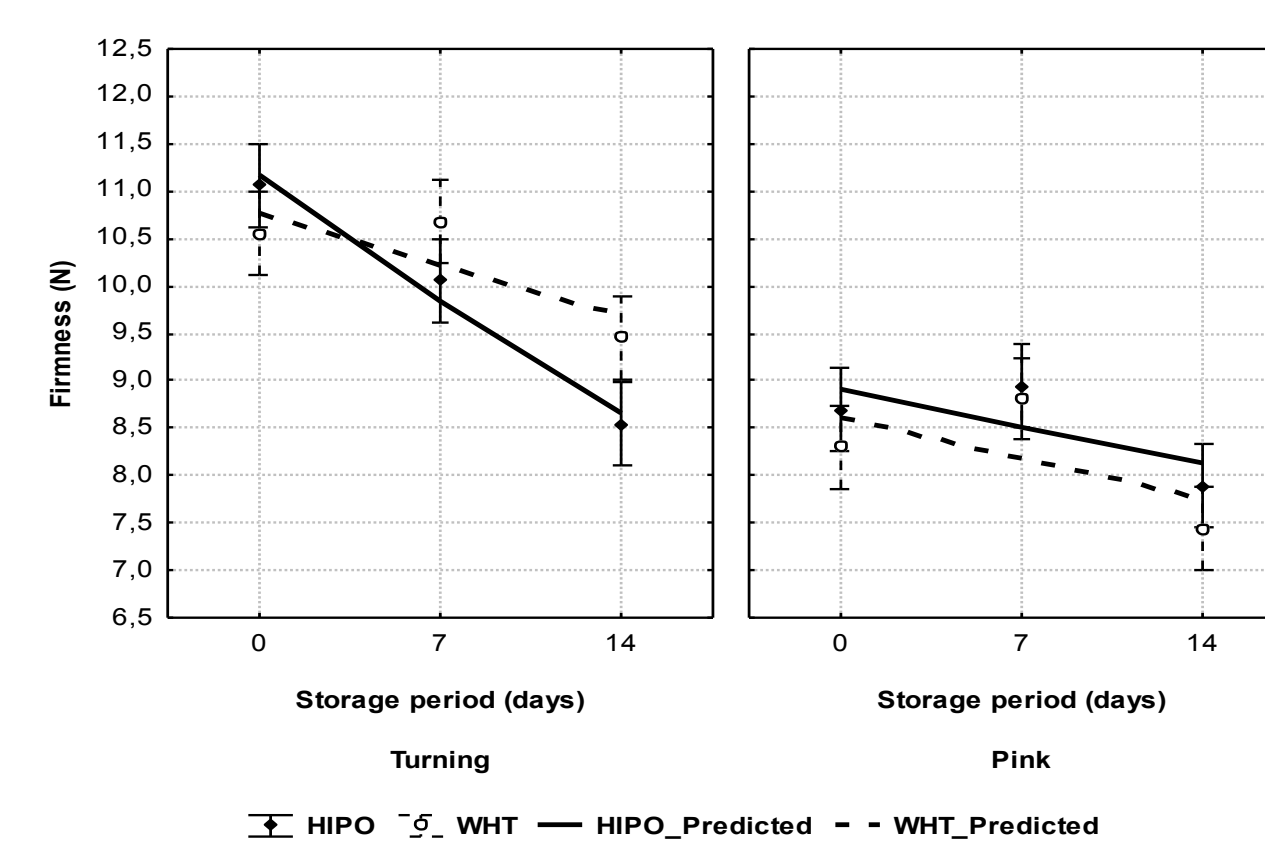 12,5
12,0
11,5
11,0
10,5
10,0
9,5
9,0
8,5
8,0
7,5
7,0
6,5
Firmness (N)
0 7 14 0 7 14
Storage period (days) Storage period (days)
Turning Pink
HIPO WHT HIPO_Predicted WHT_Predicted